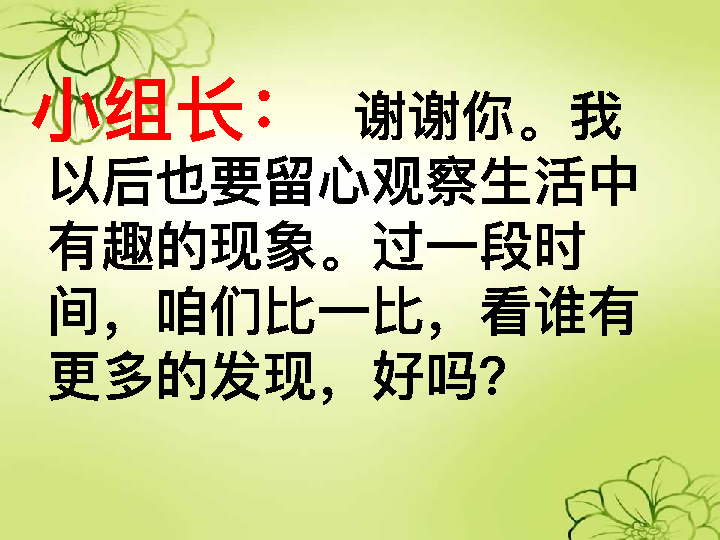 小组长： 谢谢你。我
以后也要留心观察生活中
有趣的现象。过一段时
间，咱们比一比，看谁有
更多的发现，好吗？